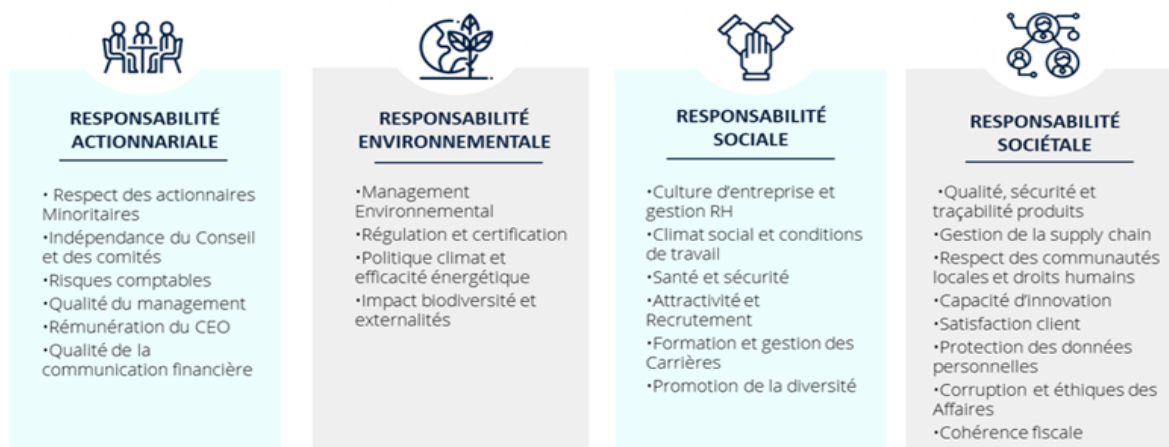 RESPONSABILITÉ
ACTIONNARIALE
• Respect des actionnaires
Minoritaires
•Indépendance du Conseil
et des comités
•Risques comptables
•Qualité du management
•Rémunération du CEO
•Qualité de la
communication financière
RESPONSABILITÉ
ENVIRONNEMENTALE
•Management
Environnemental
•Régulation et certification
•Politique climat et
efficacité énergétique
•Impact biodiversité et
externalités
RESPONSABILITÉ
SOCIALE
•Culture d'entreprise et
gestion RH
•Climat social et conditions
de travail
•Santé et sécurité
•Attractivité et
Recrutement
•Formation et gestion des
Carrières
•Promotion de la diversité
RESPONSABILITÉ
SOCIÉTALE
•Qualité, sécurité et
traçabilité produits
•Gestion de la supply chain
•Respect des communautés
locales et droits humains
•Capacité d'innovation
•Satisfaction client
•Protection des données
personnelles
•Corruption et éthiques des
Affaires
•Cohérence fiscale